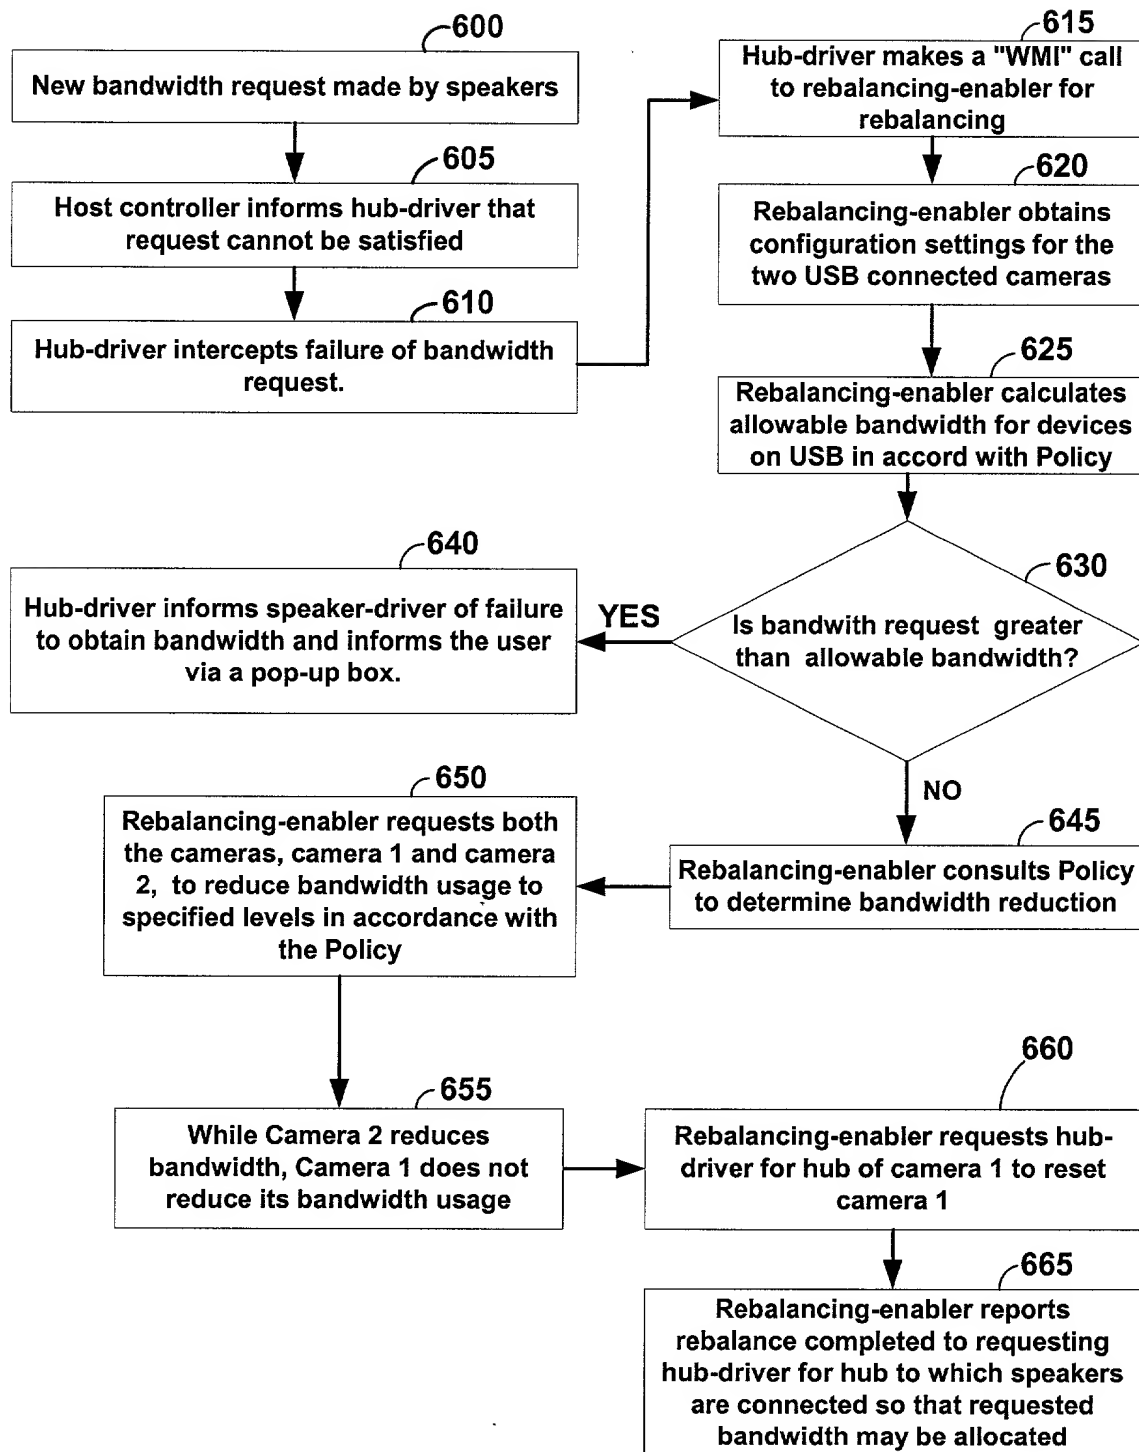 600
New bandwidth request made by speakers
605
Host controller informs hub-driver that
request cannot be satisfied
610
Hub-driver intercepts failure of bandwidth
request.
615
Hub-driver makes a "WMI" call
to rebalancing-enabler for
rebalancing
620
Rebalancing-enabler obtains
configuration settings for the
two USB connected cameras
625
Rebalancing-enabler calculates
allowable bandwidth for devices
on USB in accord with Policy
630
Is bandwith request greater
than allowable bandwidth?
YES
640
Hub-driver informs speaker-driver of failure
to obtain bandwidth and informs the user
via a pop-up box.
NO
645
Rebalancing-enabler consults Policy
to determine bandwidth reduction
650
Rebalancing-enabler requests both
the cameras, camera 1 and camera
2, to reduce bandwidth usage to
specified levels in accordance with
the Policy
655
While Camera 2 reduces
bandwidth, Camera 1 does not
reduce its bandwidth usage
660
Rebalancing-enabler requests hub-
driver for hub of camera 1 to reset
camera 1
665
Rebalancing-enabler reports
rebalance completed to requesting
hub-driver for hub to which speakers
are connected so that requested
bandwidth may be allocated